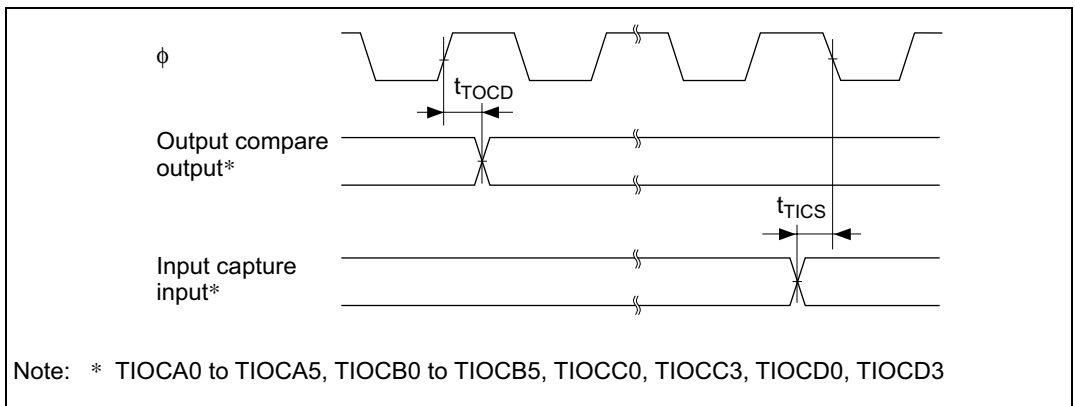 ϕ
tTOCD
Output compare
output*
tTICS
Input capture
input*
Note: * TIOCA0 to TIOCA5, TIOCB0 to TIOCB5, TIOCC0, TIOCC3, TIOCD0, TIOCD3